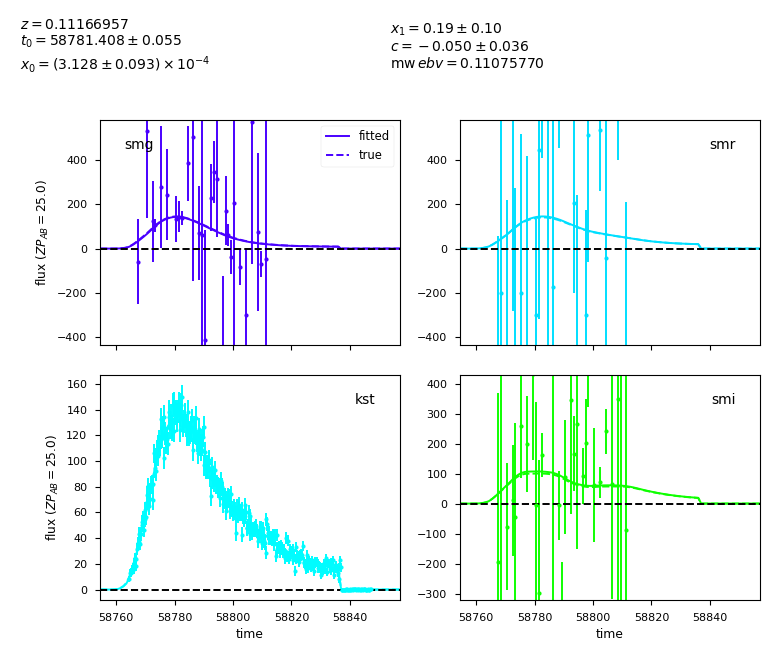 z = 0.11166957
t0 = 58781.408 ± 0.055
x0 = (3.128 ± 0.093) × 10^−4
x1 = 0.19 ± 0.10
c = −0.050 ± 0.036
mwebv = 0.11075770
smg
fitted
true
400
200
0
−200
−400
flux (ZP_AB = 25.0)
smr
400
200
0
−200
−400
kst
160
140
120
100
80
60
40
20
0
flux (ZP_AB = 25.0)
58760 58780 58800 58820 58840
time
smi
400
300
200
100
0
−100
−200
−300
58760 58780 58800 58820 58840
time